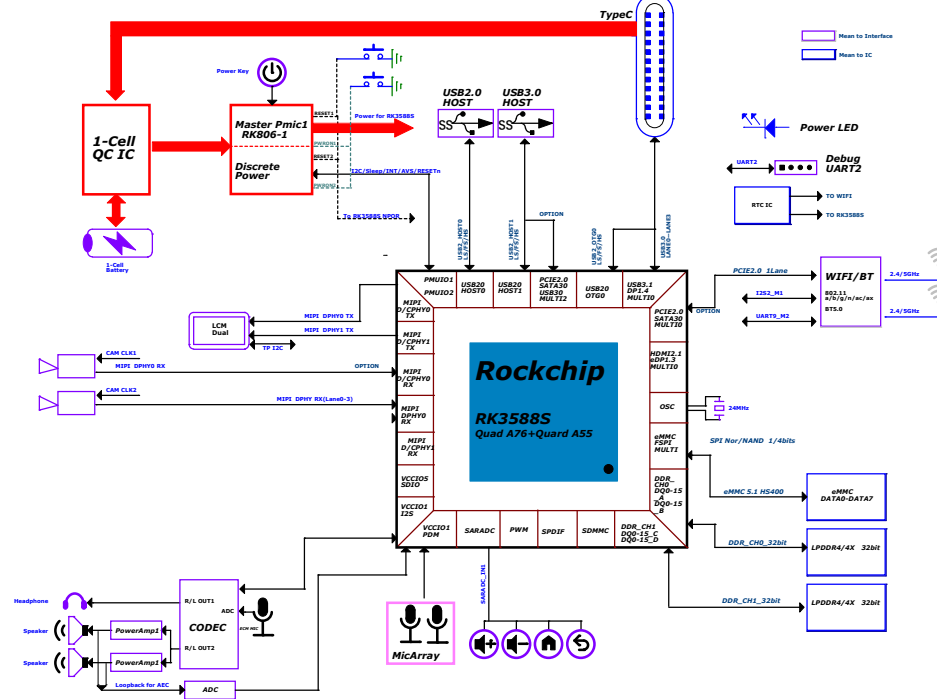 TypeC
Mean to Interface
Mean to IC
Power Key
USB2.0
HOST
USB3.0
HOST
SS
SS
1-Cell
QC IC
Master Pmic1
RK806-1
Discrete
Power
RESET1
Power for RK3588S
PWRON1
RESET2
I2C/Sleep/INT/AVS/RESETn
PWRON2
To RK3588S NPOR
Power LED
Debug
UART2
UART2
RTC IC
TO WIFI
TO RK3588S
1-Cell
Battery
USB2_HOST0
LS/FS/HS
USB2_HOST1
LS/FS/HS
OPTION
USB2_OTG0
LS/FS/HS
USB3.0
LANE0~LANE3
PMUIO1
PMUIO2
USB20
HOST0
USB20
HOST1
PCIE2.0
SATA30
USB30
MULTI2
USB20
OTG0
USB3.1
DP1.4
MULTI0
PCIE2.0 1Lane
OPTION
I2S2_M1
UART9_M2
WIFI/BT
802.11
a/b/g/n/ac/ax
BT5.0
2.4/5GHz
2.4/5GHz
LCM
Dual
MIPI DPHY0 TX
MIPI DPHY1 TX
TP I2C
CAM CLK1
MIPI DPHY0 RX
OPTION
CAM CLK2
MIPI DPHY RX(Lane0-3)
MIPI
D/CPHY0
TX
MIPI
D/CPHY1
TX
MIPI
D/CPHY0
RX
MIPI
DPHY0
RX
MIPI
D/CPHY1
RX
VCCIO5
SDIO
VCCIO1
I2S
Rockchip
RK3588S
Quad A76+Quard A55
PCIE2.0
SATA30
MULTI0
HDMI2.1
eDP1.3
MULTI0
OSC
24MHz
eMMC
FSPI
MULTI
SPI Nor/NAND 1/4bits
DDR_
CH0
DQ0-15
_A
DQ0-15
_B
eMMC 5.1 HS400
eMMC
DATA0-DATA7
DDR_CH0_32bit
LPDDR4/4X 32bit
DDR_CH1_32bit
LPDDR4/4X 32bit
VCCIO1
PDM
SARADC
PWM
SPDIF
SDMMC
DDR_CH1
DQ0-15_C
DQ0-15_D
SARADC_IN1
Headphone
Speaker
Speaker
PowerAmp1
PowerAmp1
R/L OUT1
ADC
CODEC
R/L OUT2
ECM MIC
Loopback for AEC
ADC
MicArray